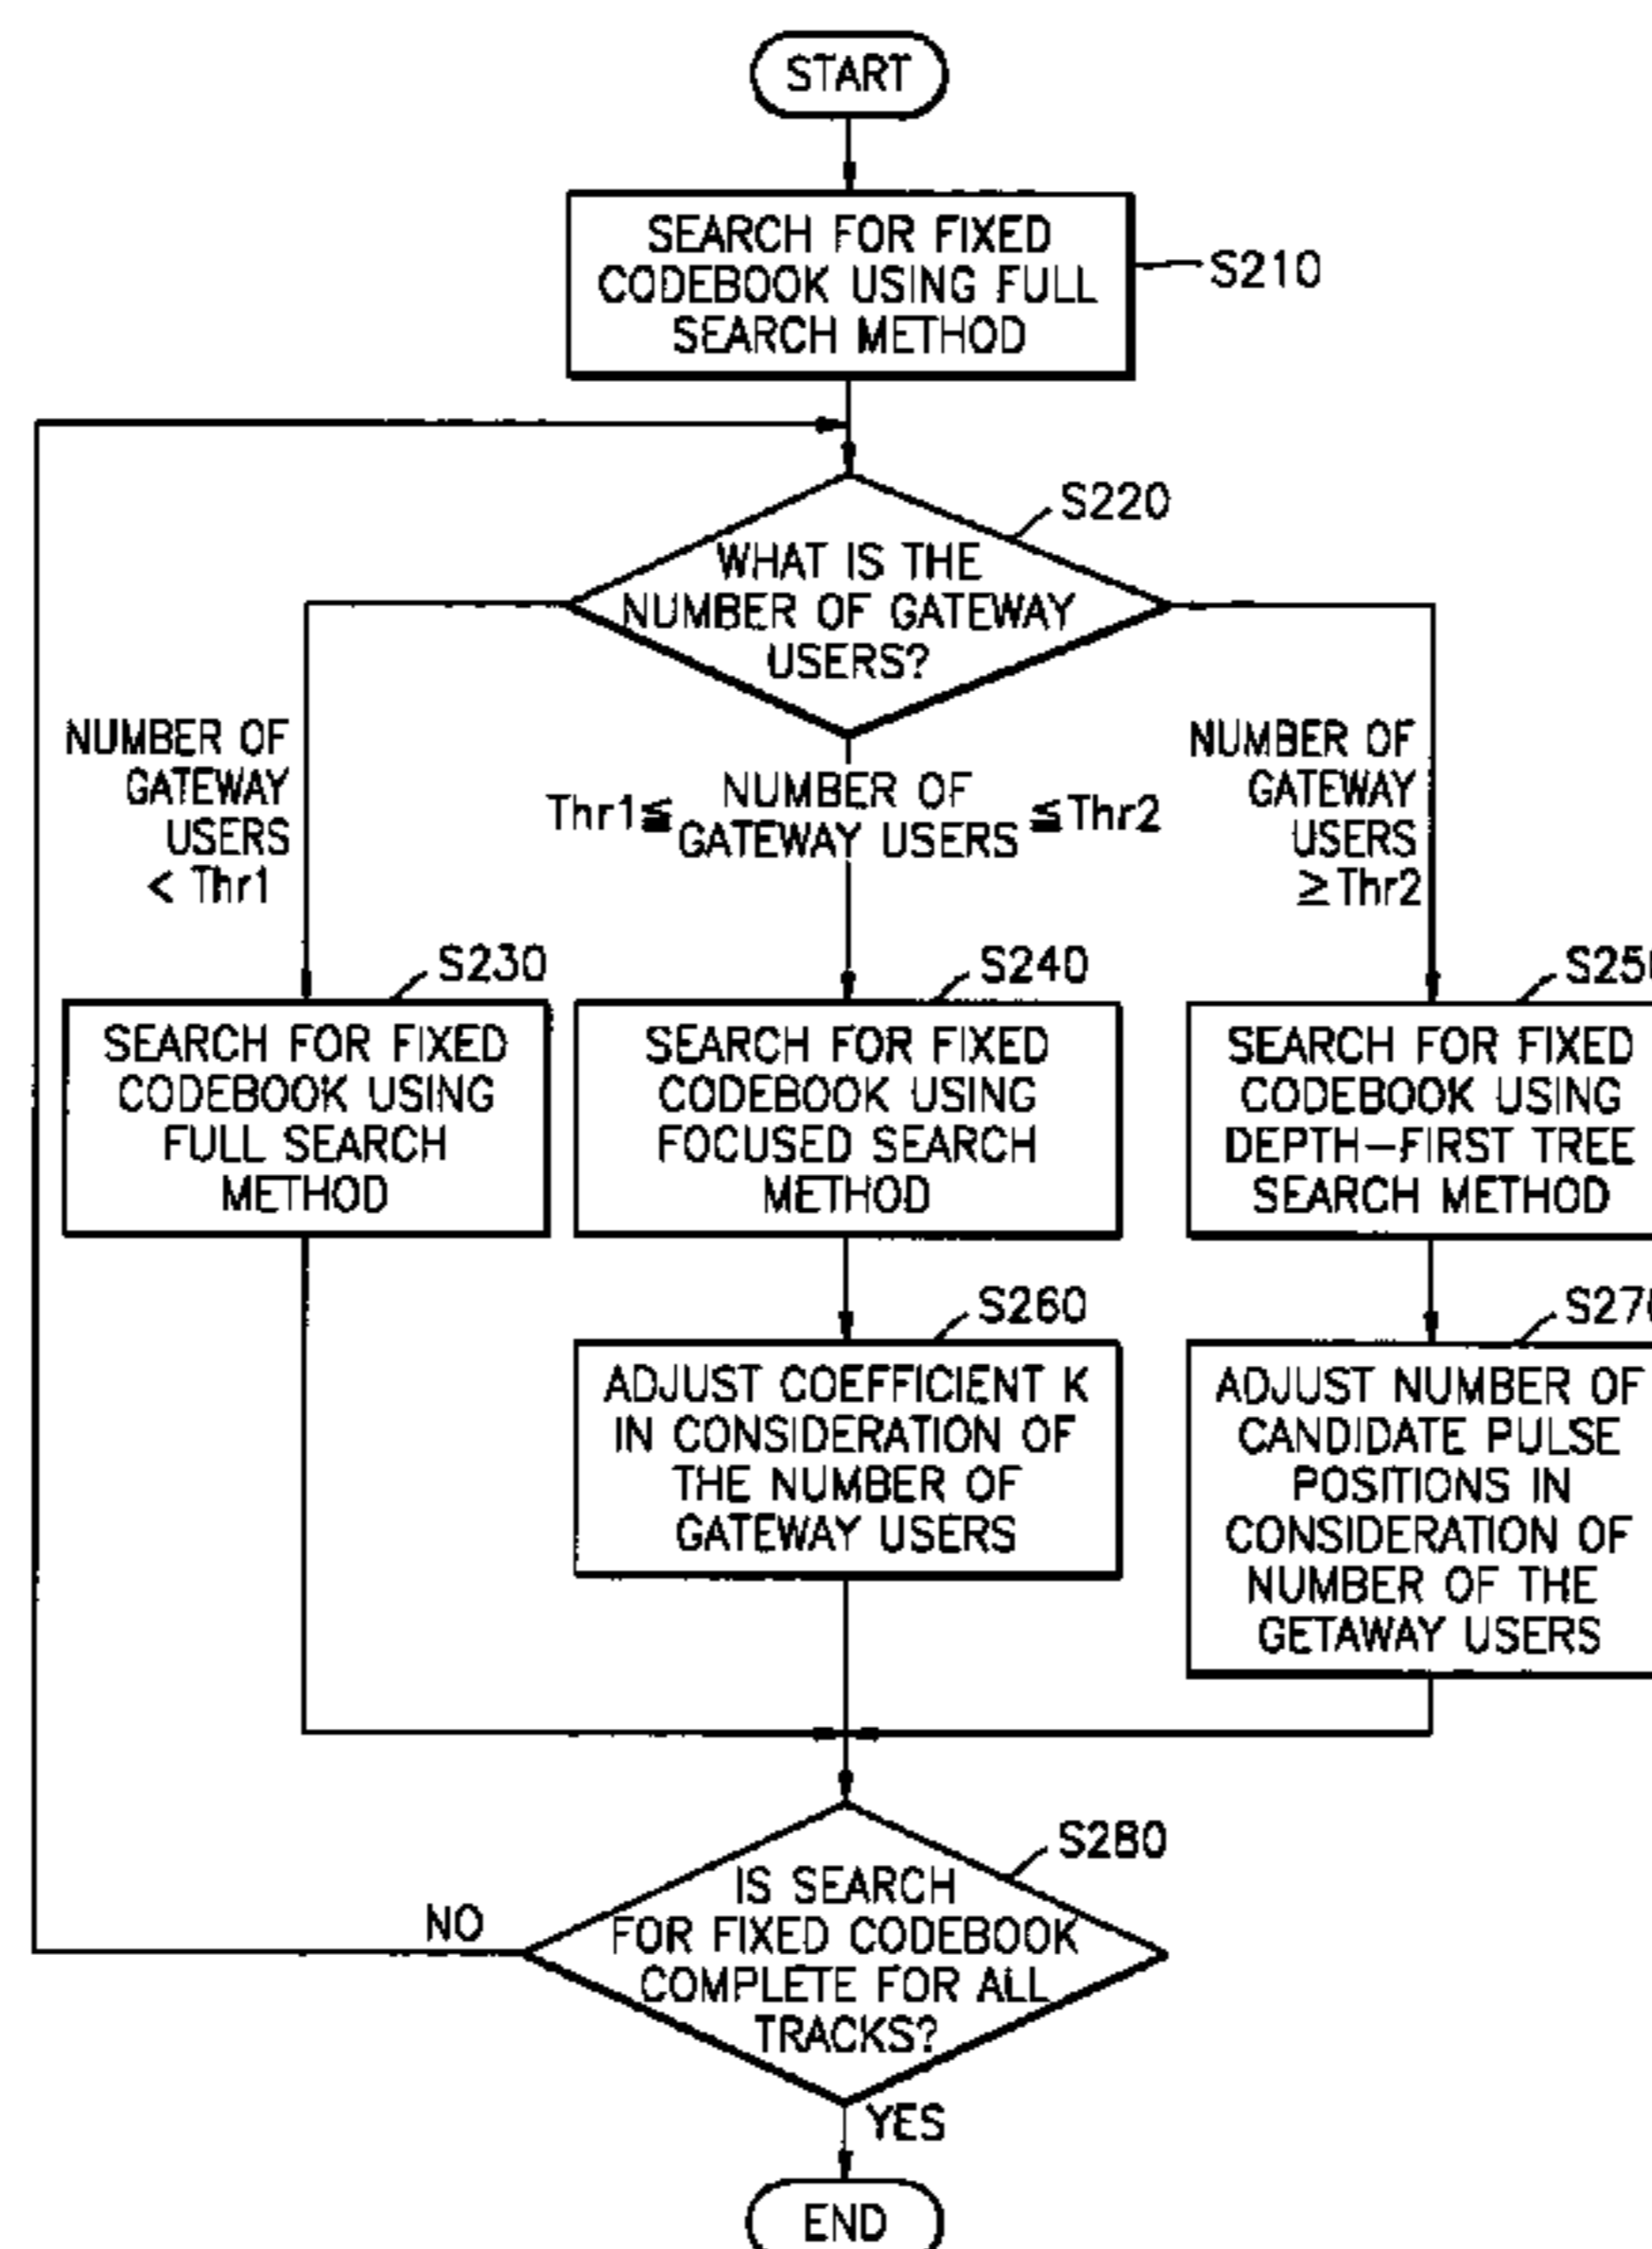 START
SEARCH FOR FIXED
CODEBOOK USING FULL
SEARCH METHOD
S210
S220
WHAT IS THE
NUMBER OF GATEWAY
USERS?
NUMBER OF
GATEWAY
USERS
< Thr1
Thr1≦ NUMBER OF GATEWAY USERS ≦Thr2
NUMBER OF
GATEWAY
USERS
≥Thr2
S230
SEARCH FOR FIXED
CODEBOOK USING
FULL SEARCH
METHOD
S240
SEARCH FOR FIXED
CODEBOOK USING
FOCUSED SEARCH
METHOD
S250
SEARCH FOR FIXED
CODEBOOK USING
DEPTH-FIRST TREE
SEARCH METHOD
S260
ADJUST COEFFICIENT K
IN CONSIDERATION OF
THE NUMBER OF
GATEWAY USERS
S270
ADJUST NUMBER OF
CANDIDATE PULSE
POSITIONS IN
CONSIDERATION OF
NUMBER OF THE
GETAWAY USERS
S280
IS SEARCH
FOR FIXED CODEBOOK
COMPLETE FOR ALL
TRACKS?
NO
YES
END